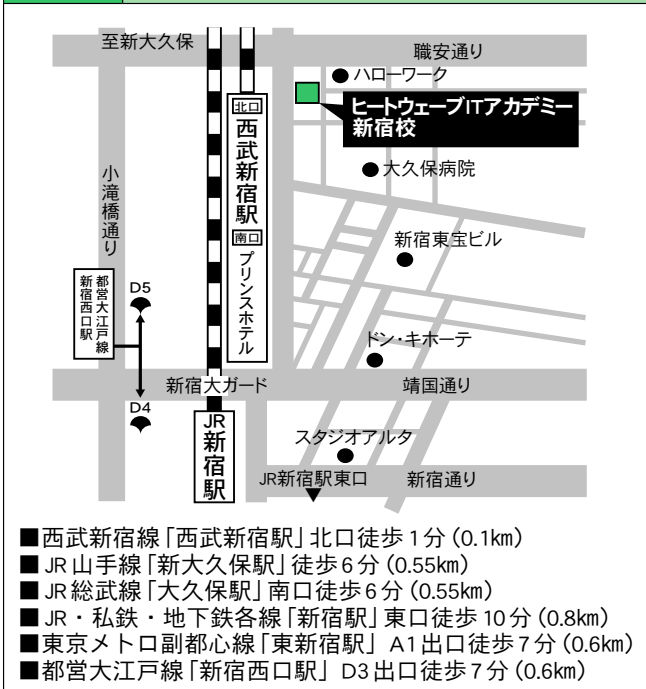 至新大久保
職安通り
ハローワーク
ヒートウェーブITアカデミー
新宿校
北口
西武新宿駅
南口
プリンスホテル
大久保病院
小滝橋通り
新宿東宝ビル
都営大江戸線
新宿西口駅
D5
D4
ドン・キホーテ
新宿大ガード
靖国通り
JR
新宿駅
スタジオアルタ
JR新宿駅東口
新宿通り
■西武新宿線「西武新宿駅」北口徒歩1分(0.1km)
■JR山手線「新大久保駅」徒歩6分(0.55km)
■JR総武線「大久保駅」南口徒歩6分(0.55km)
■JR・私鉄・地下鉄各線「新宿駅」東口徒歩10分(0.8km)
■東京メトロ副都心線「東新宿駅」 A1出口徒歩7分(0.6km)
■都営大江戸線「新宿西口駅」 D3出口徒歩7分(0.6km)